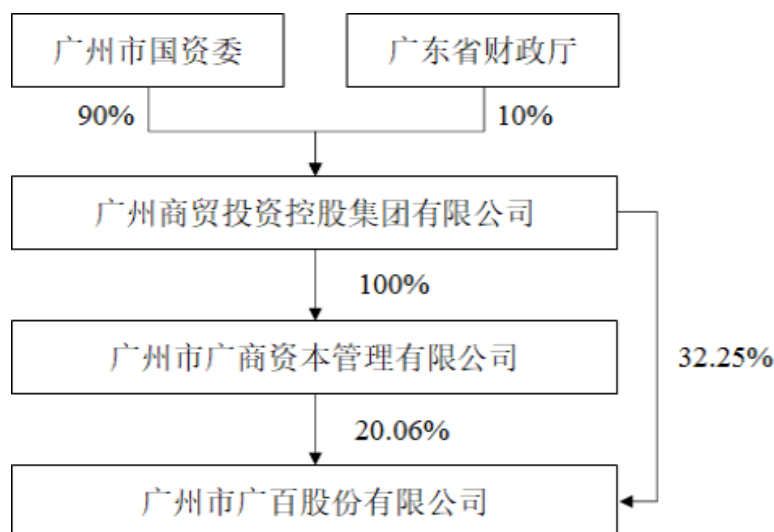 广州市国资委
广东省财政厅
90%
10%
广州商贸投资控股集团有限公司
100%
广州市广商资本管理有限公司
32.25%
20.06%
广州市广百股份有限公司